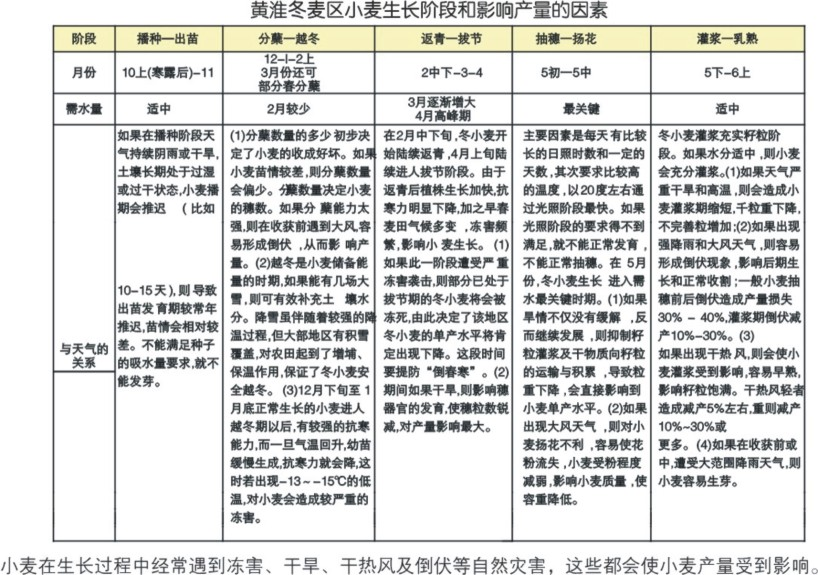 黄淮冬麦区小麦生长阶段和影响产量的因素
阶段 播种一出苗 分蘖一越冬 返青一拔节 抽穗一扬花 灌浆一乳熟
月份 10上(寒露后)-11
12-1-2上
3月份还可
部分春分蘖
2中下-3-4
5初一5中
5下-6上
需水量 适中 2月较少
3月逐渐增大
4月高峰期
最关键
适中
与天气的
关系
如果在播种阶段天
气持续阴雨或干旱,
土壤长期处于过湿
或过干状态,小麦播
期会推迟 (比如
10-15天),则导致
出苗发育期较常年
推迟,苗情会相对较
差。不能满足种子
的吸水量要求,就不
能发芽。
(1)分蘖数量的多少初步决
定了小麦的收成好坏。如果
小麦苗情较差,则分蘖数量
会偏少。分蘖数量决定小麦
的穗数。如果分 蘖能力太
强,则在收获前遇到大风,容
易形成倒伏 ,从而影 响产
量。(2)越冬是小麦储备能
量的时期,如果能有几场大
雪,则可有效补充土 壤水
分。降雪虽伴随着较强的降
温过程,但大部地区有积雪
覆盖,对农田起到了增墒、
保温作用,保证了冬小麦安
全越冬。 (3)12月下旬至1
月底正常生长的小麦进人
越冬期以后,有较强的抗寒
能力,而一旦气温回升,幼苗
缓慢生成,抗寒力就会降,这
时若出现-13~-15℃的低
温,对小麦会造成较严重的
冻害。
在2月中下旬,冬小麦开
始陆续返青,4月上旬陆
续进人拔节阶段。由于
返青后植株生长加快,抗
寒力明显下降,加之早春
麦田气候多变 ,冻害频
繁,影响小麦生长。 (1)
如果此一阶段遭受严重
冻害袭击,则部分已处于
拔节期的冬小麦将会被
冻死,由此决定了该地区
冬小麦的单产水平将肯
定出现下降。这段时间
要提防“倒春寒”。(2)
期间如果干旱,则影响穗
器官的发育,使穗粒数锐
减,对产量影响最大。
主要因素是每天有比较
长的日照时数和一定的
天数,其次要求比较高
的温度,以20度左右通
过光照阶段最快。如果
光照阶段的要求得不到
满足,就不能正常发育,
不能正常抽穗。在 5月
份,冬小麦生长 进入需
水最关键时期。(1)如果
旱情不仅没有缓解 ,反
而继续发展 ,则抑制籽
粒灌浆及干物质向籽粒
的运输与积累 ,导致粒
重下降,会直接影响到
小麦单产水平。(2)如果
出现大风天气 ,则对小
麦扬花不利 ,容易使花
粉流失,小麦受粉程度
减弱,影响小麦质量,使
容重降低。
冬小麦灌浆充实籽粒阶
段。如果水分适中,则小麦
会充分灌浆。(1)如果天气严
重干旱和高温 ,则会造成小
麦灌浆期缩短,千粒重下降,
不完善粒增加;(2)如果出现
强降雨和大风天气,则容易
形成倒伏现象,影响后期生
长和正常收割;一般小麦抽
穗前后倒伏造成产量损失
30% - 40%,灌浆期倒伏减
产10%-30%。(3)
如果出现干热风,则会使小
麦灌浆受到影响,容易早熟,
影响籽粒饱满。干热风轻者
造成减产5%左右,重则减产
10%~30%或
更多。(4)如果在收获前或
中,遭受大范围降雨天气,则
小麦容易生芽。
小麦在生长过程中经常遇到冻害、干旱、干热风及倒伏等自然灾害，这些都会使小麦产量受到影响。